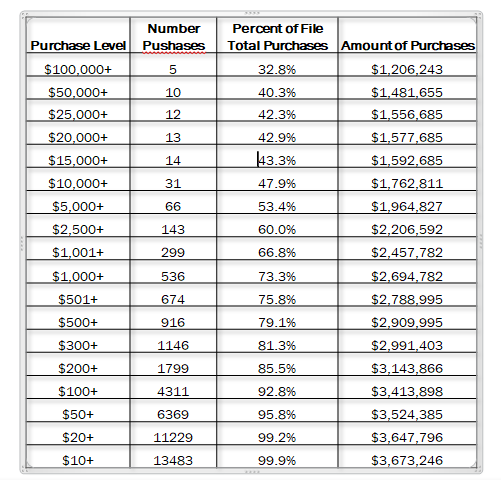 Purchase Level Number Pushases Percent of File Total Purchases Amount of Purchases
$100,000+ 5 32.8% $1,206,243
$50,000+ 10 40.3% $1,481,655
$25,000+ 12 42.3% $1,556,685
$20,000+ 13 42.9% $1,577,685
$15,000+ 14 43.3% $1,592,685
$10,000+ 31 47.9% $1,762,811
$5,000+ 66 53.4% $1,964,827
$2,500+ 143 60.0% $2,206,592
$1,001+ 299 66.8% $2,457,782
$1,000+ 536 73.3% $2,694,782
$501+ 674 75.8% $2,788,995
$500+ 916 79.1% $2,909,995
$300+ 1146 81.3% $2,991,403
$200+ 1799 85.5% $3,143,866
$100+ 4311 92.8% $3,413,898
$50+ 6369 95.8% $3,524,385
$20+ 11229 99.2% $3,647,796
$10+ 13483 99.9% $3,673,246